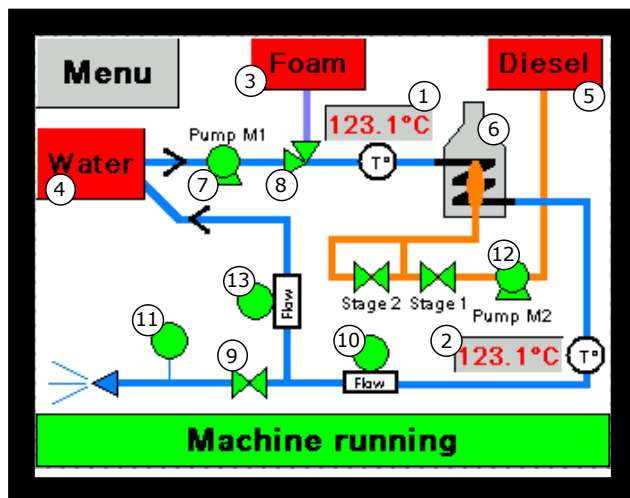 Menu
Foam
Diesel
3
1
5
123.1°C
6
Pump M1
Water
T°
4
7
8
12
13
Flow
Stage 2
Stage 1
Pump M2
11
10
2
9
123.1°C
T°
Flow
Machine running